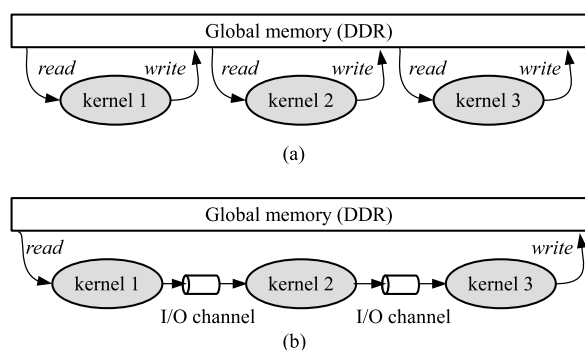 Global memory (DDR)
read write read write read write
kernel 1 kernel 2 kernel 3
(a)
Global memory (DDR)
read write
kernel 1 kernel 2 kernel 3
I/O channel I/O channel
(b)